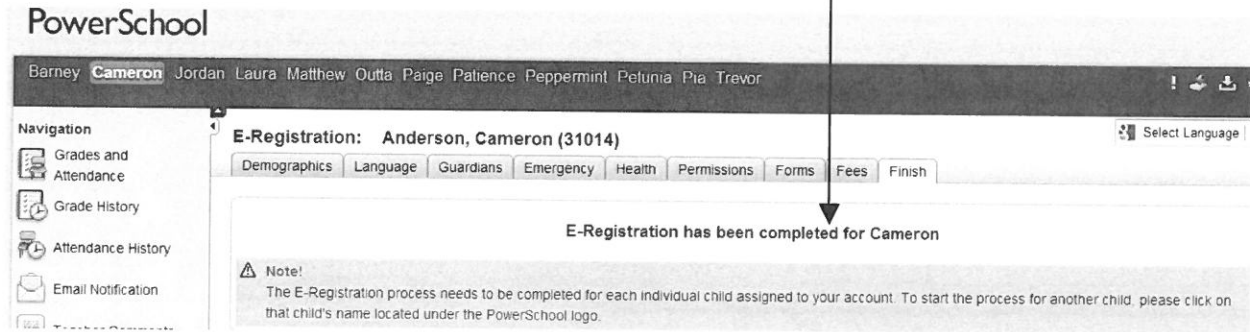 PowerSchool
Barney Cameron Jordan Laura Matthew Outta Paige Patience Peppermint Petunia Pia Trevor
Navigation
Grades and
Attendance
Grade History
Attendance History
Email Notification
E-Registration: Anderson, Cameron (31014)
Select Language
Demographics Language Guardians Emergency Health Permissions Forms Fees Finish
E-Registration has been completed for Cameron
Note!
The E-Registration process needs to be completed for each individual child assigned to your account. To start the process for another child, please click on
that child's name located under the PowerSchool logo.